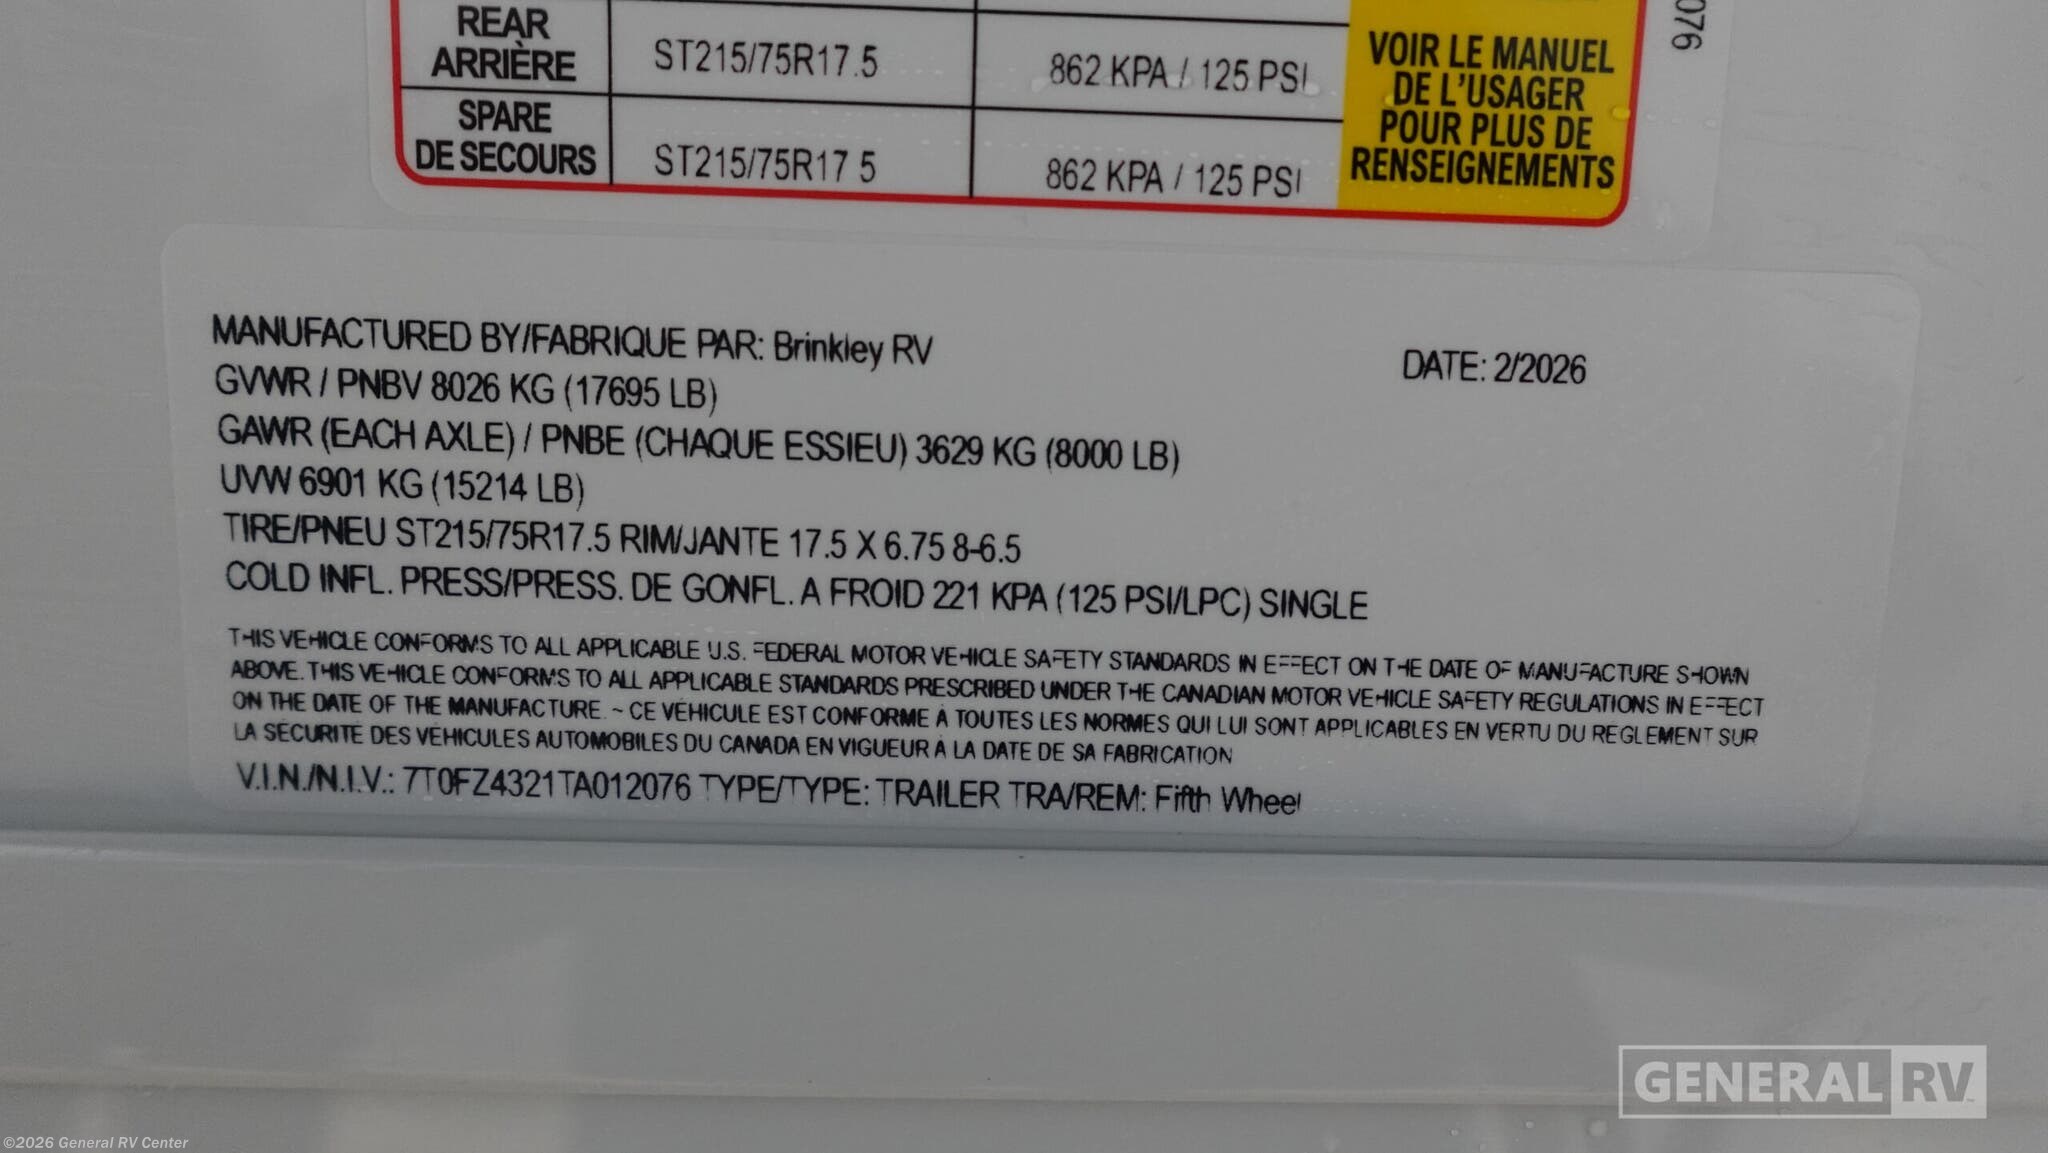 REAR
ARRIÈRE
ST215/75R17.5
862 KPA / 125 PSI
SPARE
DE SECOURS
ST215/75R17 5
862 KPA / 125 PSI
VOIR LE MANUEL
DE L'USAGER
POUR PLUS DE
RENSEIGNEMENTS
076
MANUFACTURED BY/FABRIQUE PAR: Brinkley RV
DATE: 2/2026
GVWR / PNBV 8026 KG (17695 LB)
GAWR (EACH AXLE) / PNBE (CHAQUE ESSIEU) 3629 KG (8000 LB)
UVW 6901 KG (15214 LB)
TIRE/PNEU ST215/75R17.5 RIM/JANTE 17.5 X 6.75 8-6.5
COLD INFL. PRESS/PRESS. DE GONFL. A FROID 221 KPA (125 PSI/LPC) SINGLE
THIS VEHICLE CONFORMS TO ALL APPLICABLE U.S. FEDERAL MOTOR VEHICLE SAFETY STANDARDS IN EFFECT ON THE DATE OF MANUFACTURE SHOWN
ABOVE. THIS VEHICLE CONFORMS TO ALL APPLICABLE STANDARDS PRESCRIBED UNDER THE CANADIAN MOTOR VEHICLE SAFETY REGULATIONS IN EFFECT
ON THE DATE OF THE MANUFACTURE. ~ CE VÉHICULE EST CONFORME À TOUTES LES NORMES QUI LUI SONT APPLICABLES EN VERTU DU RÈGLEMENT SUR
LA SÉCURITÉ DES VÉHICULES AUTOMOBILES DU CANADA EN VIGUEUR À LA DATE DE SA FABRICATION
V.I.N./N.I.V.: 7T0FZ4321TA012076 TYPE/TYPE: TRAILER TRA/REM: Fifth Wheel
GENERAL RV
©2026 General RV Center